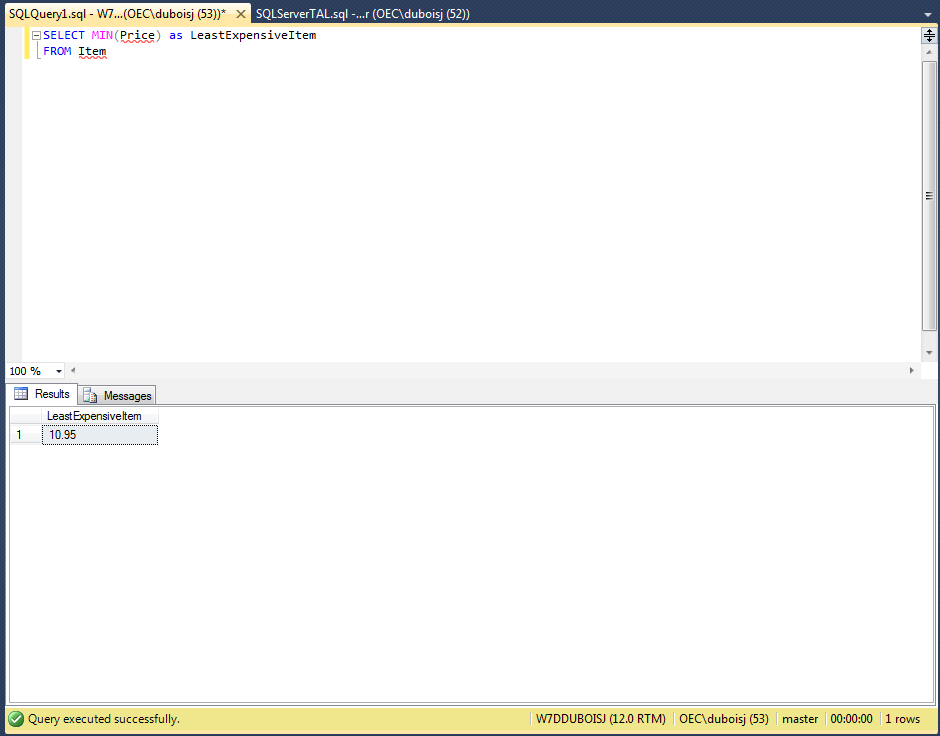 SQLQuery1.sql - W7...(OEC\duboisj (53))* SQLServerTAL.sql -...r (OEC\duboisj (52))
SELECT MIN(Price) as LeastExpensiveItem
FROM Item
100 %
Results Messages
LeastExpensiveItem
1 10.95
Query executed successfully. W7DDUBOISJ (12.0 RTM) OEC\duboisj (53) master 00:00:00 1 rows